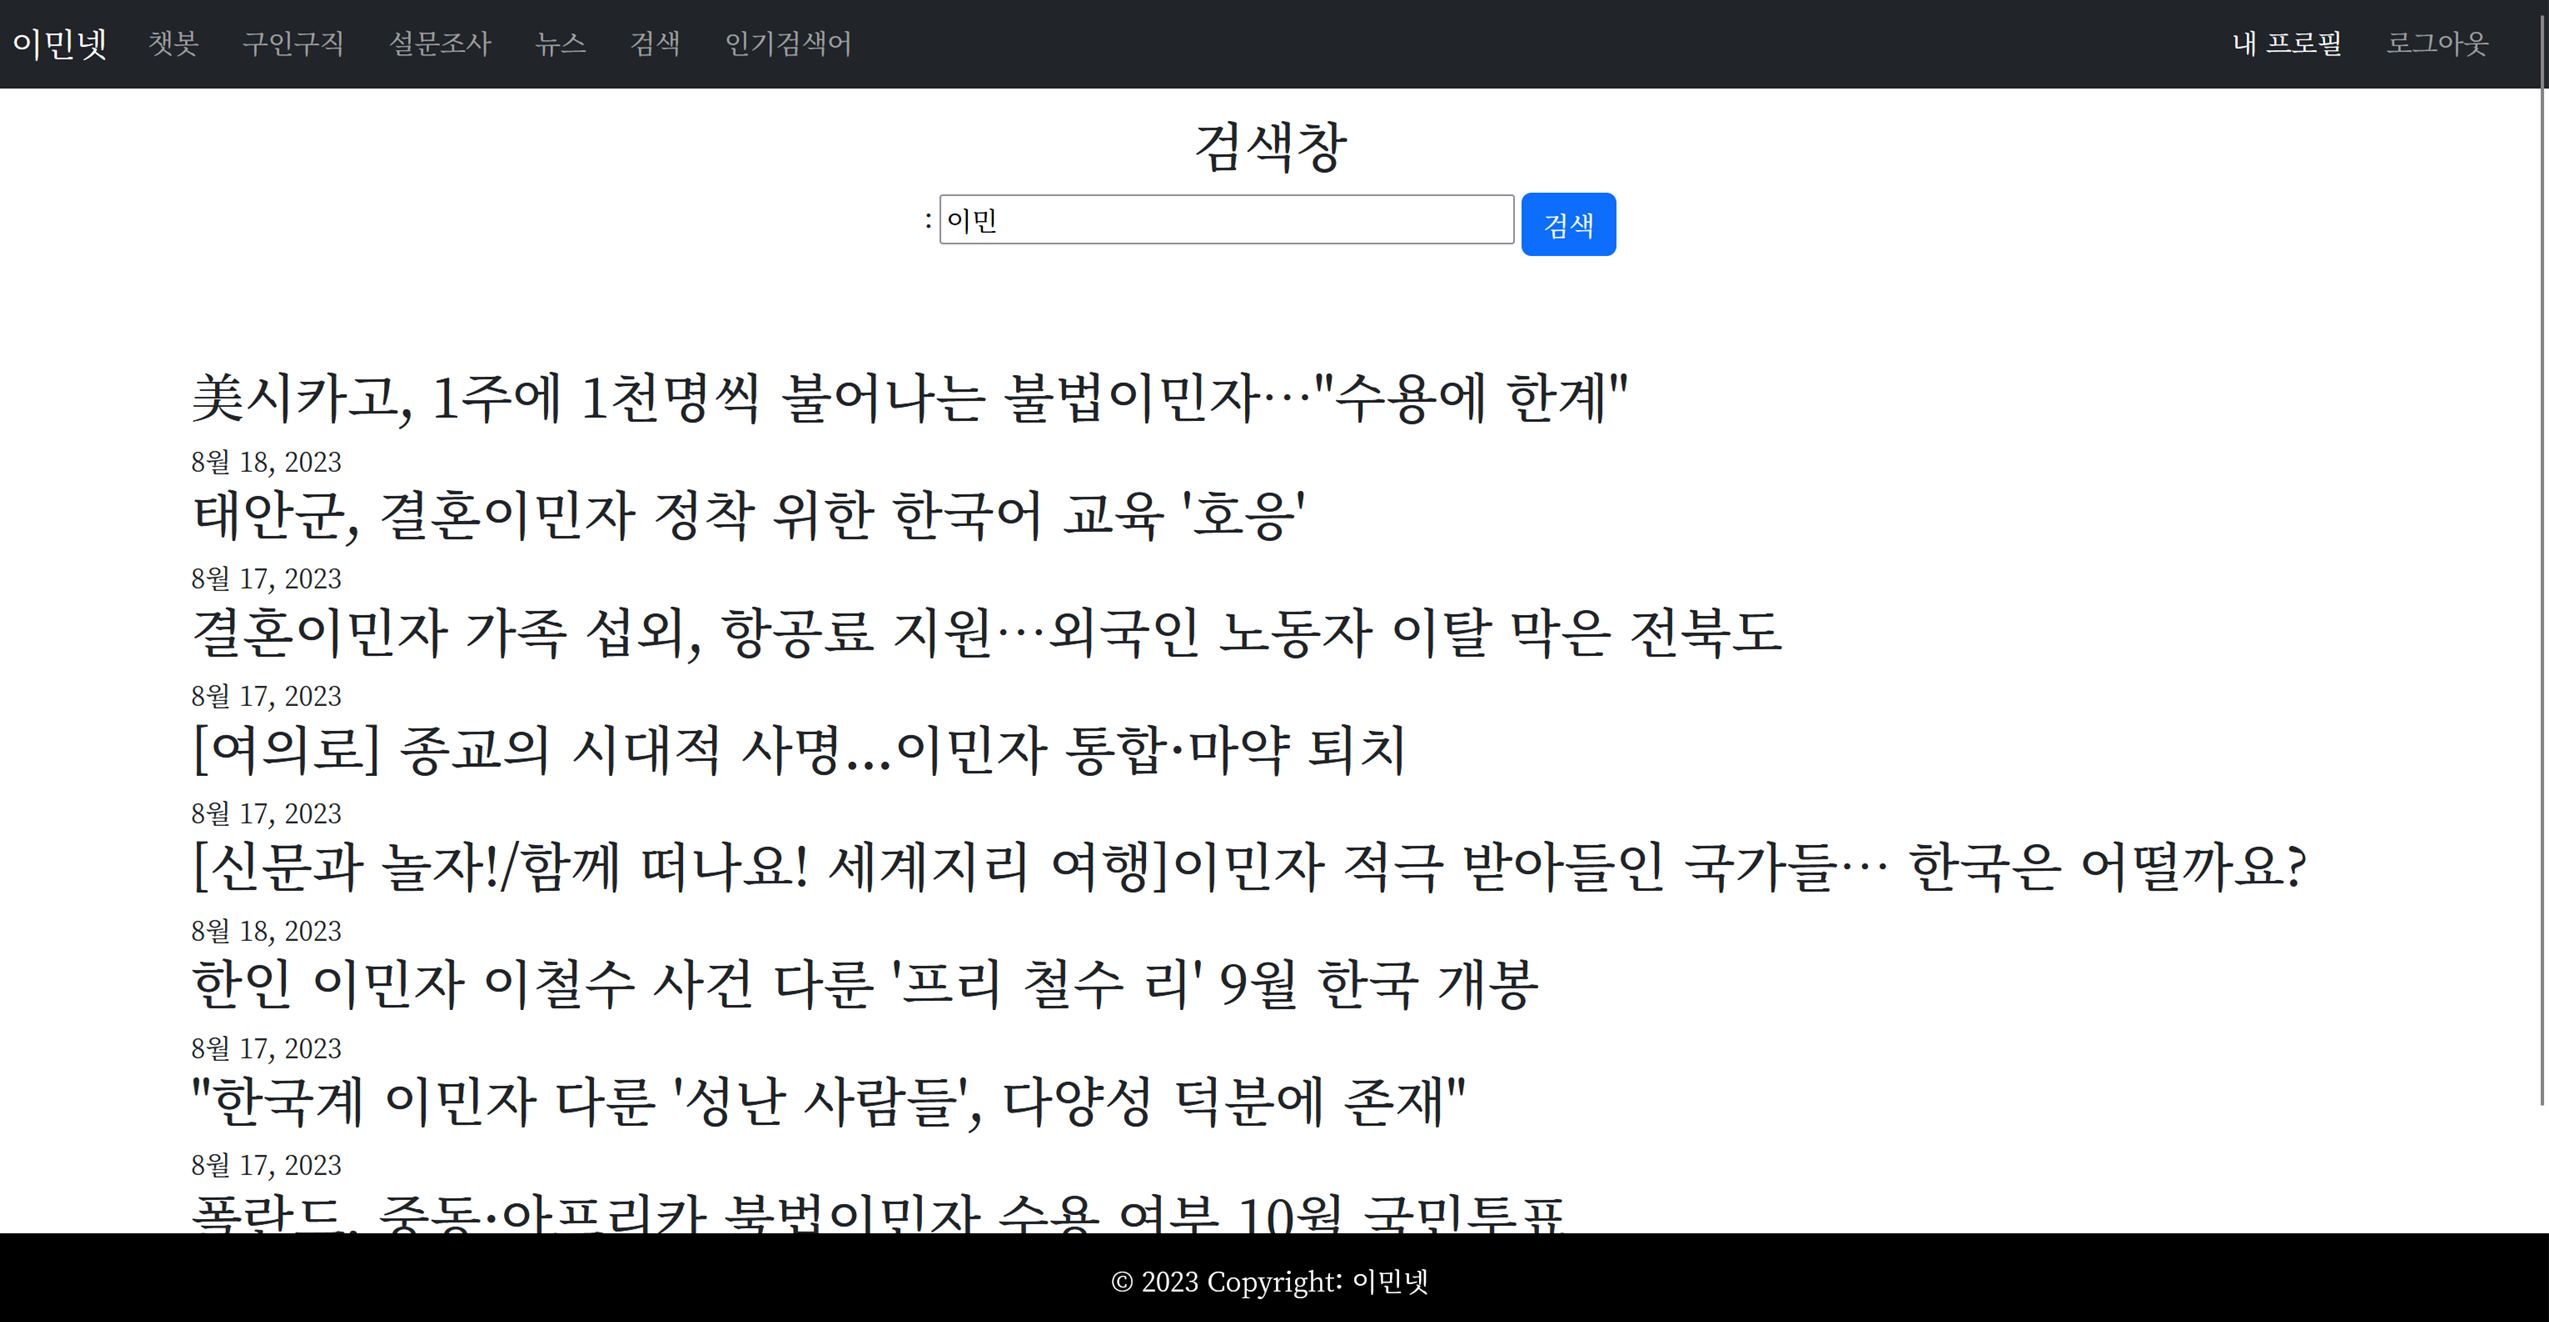 이민넷 챗봇 구인구직 설문조사 뉴스 검색 인기검색어 내 프로필 로그아웃
검색창
: 이민 검색
美시카고, 1주에 1천명씩 불어나는 불법이민자…"수용에 한계"
8월 18, 2023
태안군, 결혼이민자 정착 위한 한국어 교육 '호응'
8월 17, 2023
결혼이민자 가족 섭외, 항공료 지원…외국인 노동자 이탈 막은 전북도
8월 17, 2023
[여의로] 종교의 시대적 사명...이민자 통합·마약 퇴치
8월 17, 2023
[신문과 놀자!/함께 떠나요! 세계지리 여행]이민자 적극 받아들인 국가들… 한국은 어떨까요?
8월 18, 2023
한인 이민자 이철수 사건 다룬 '프리 철수 리' 9월 한국 개봉
8월 17, 2023
"한국계 이민자 다룬 '성난 사람들', 다양성 덕분에 존재"
8월 17, 2023
폴란드, 중동·아프리카 불법이민자 수용 여부 10월 국민투표
© 2023 Copyright: 이민넷